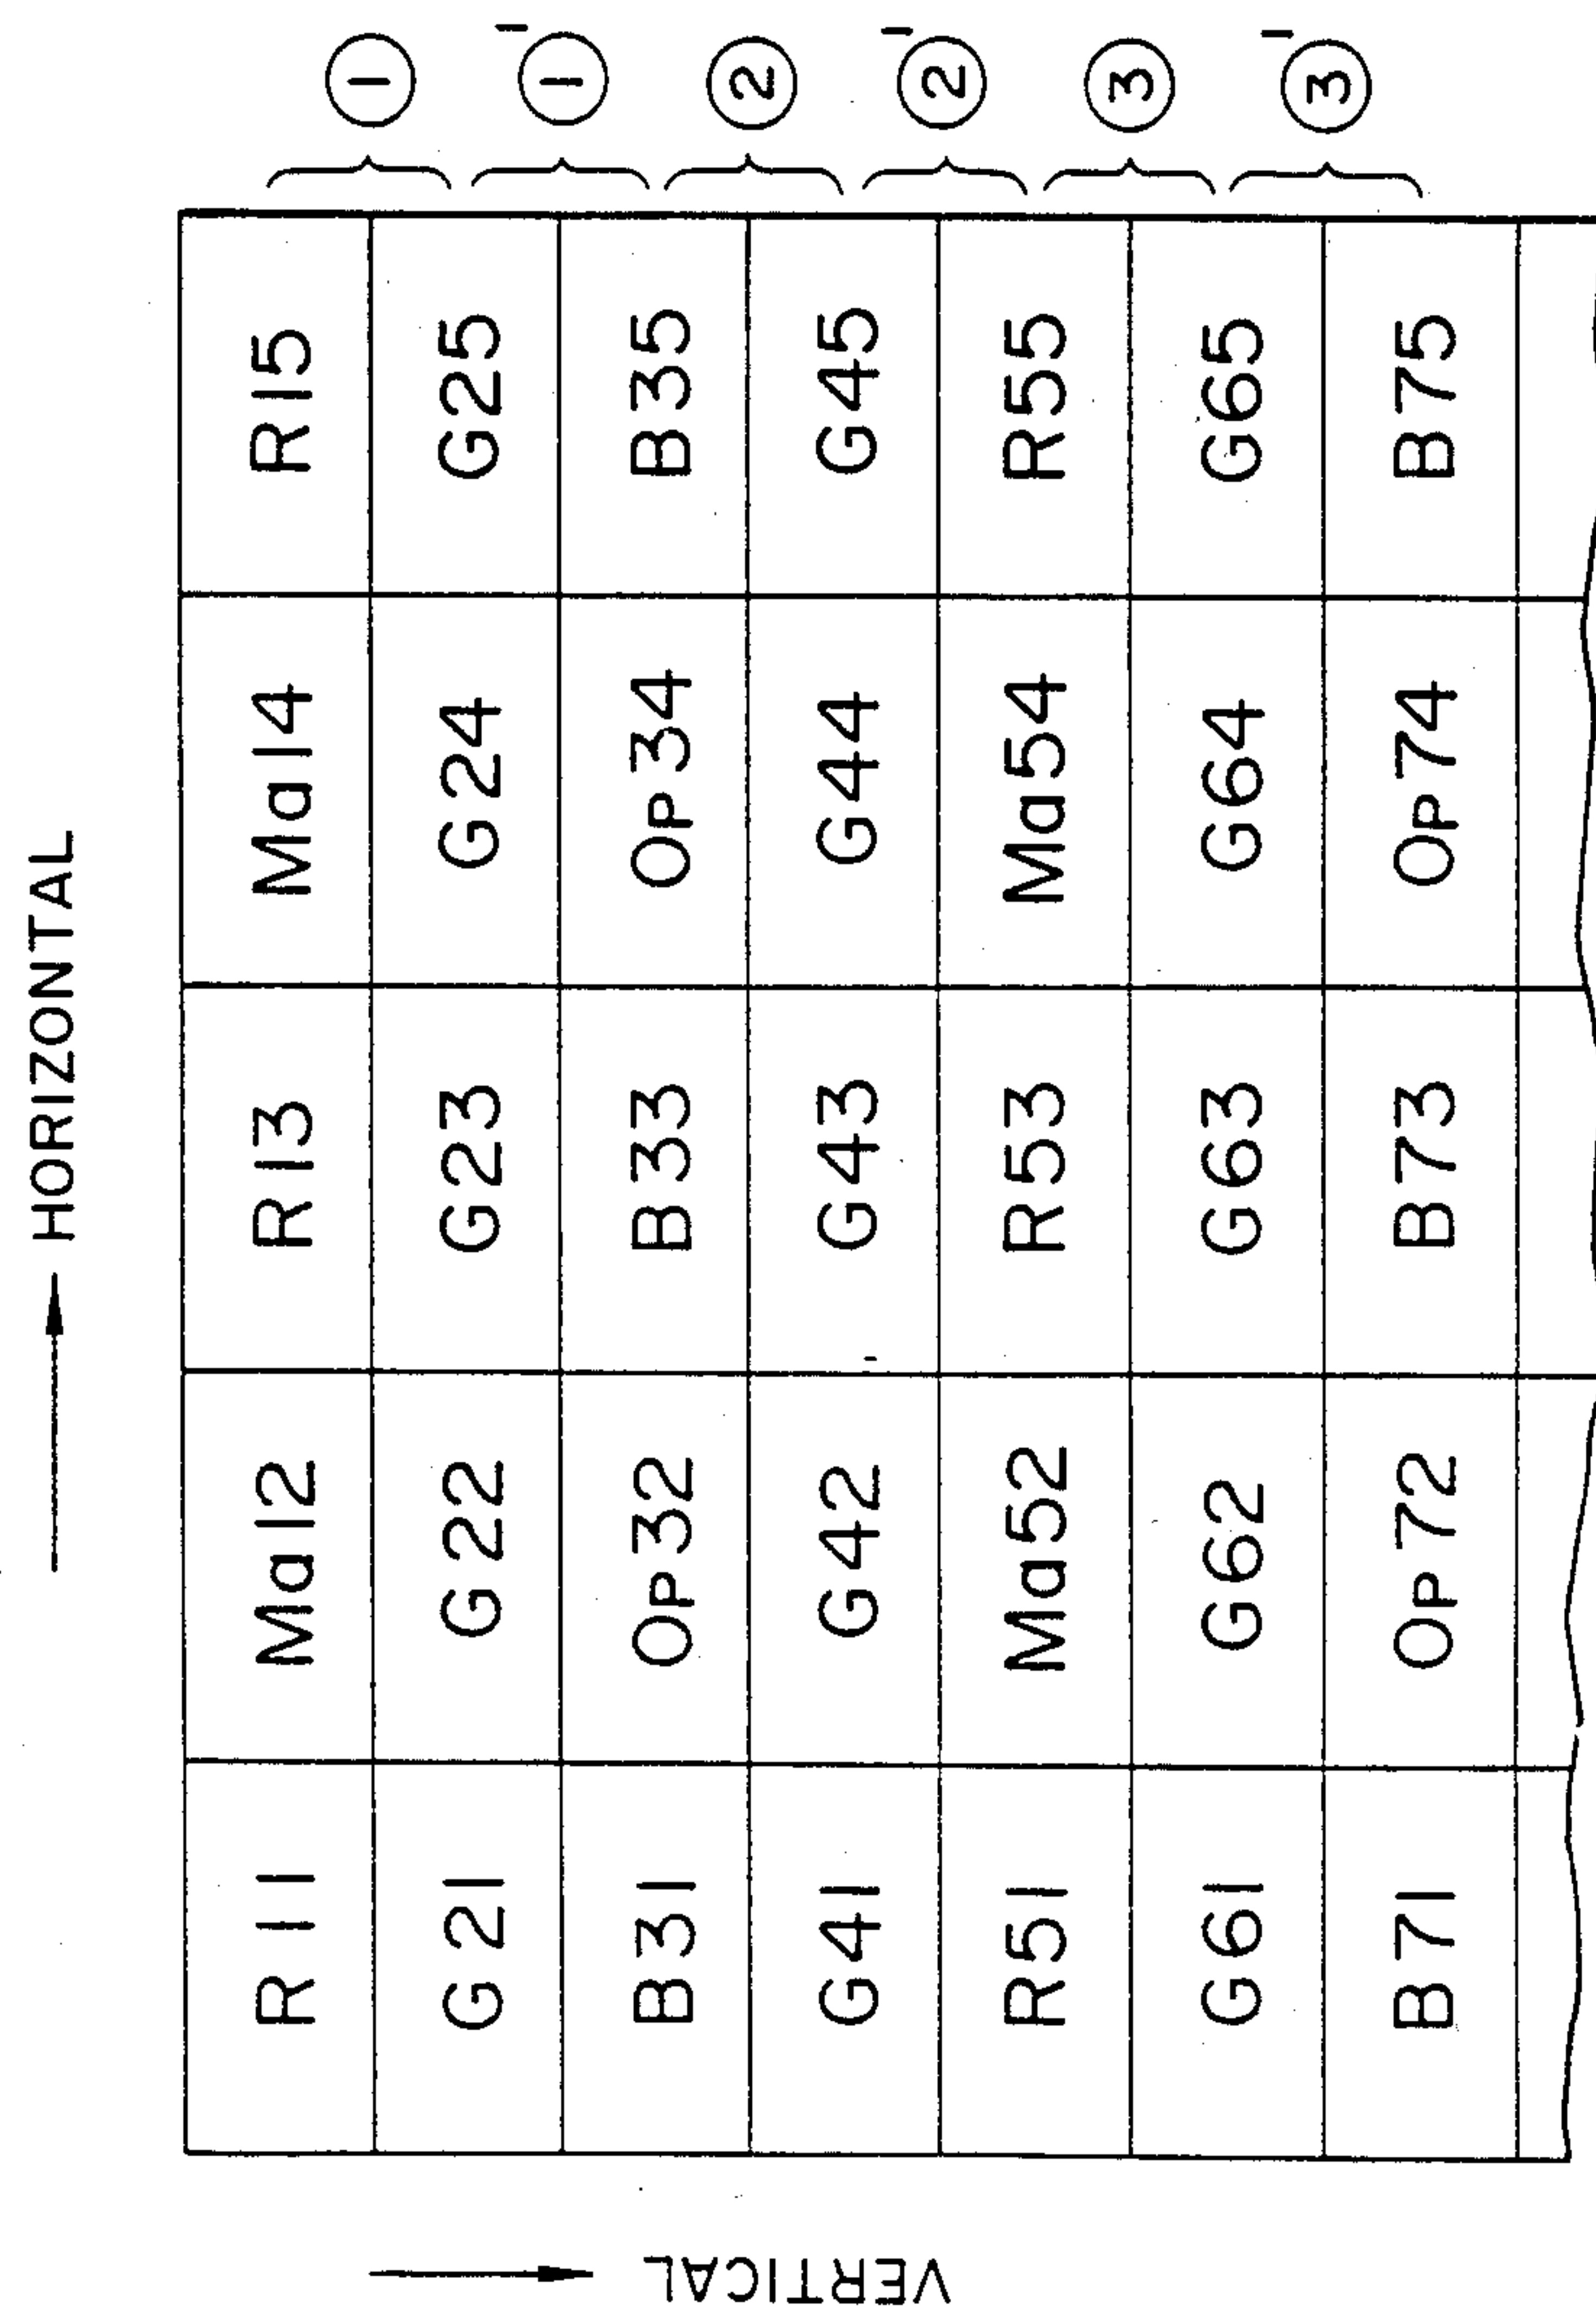 HORIZONTAL
VERTICAL
R11 Ma12 R13 Ma14 R15
G21 G22 G23 G24 G25
B31 Op32 B33 Op34 B35
G41 G42 G43 G44 G45
R51 Ma52 R53 Ma54 R55
G61 G62 G63 G64 G65
B71 Op72 B73 Op74 B75
①
①'
②
②'
③
③'